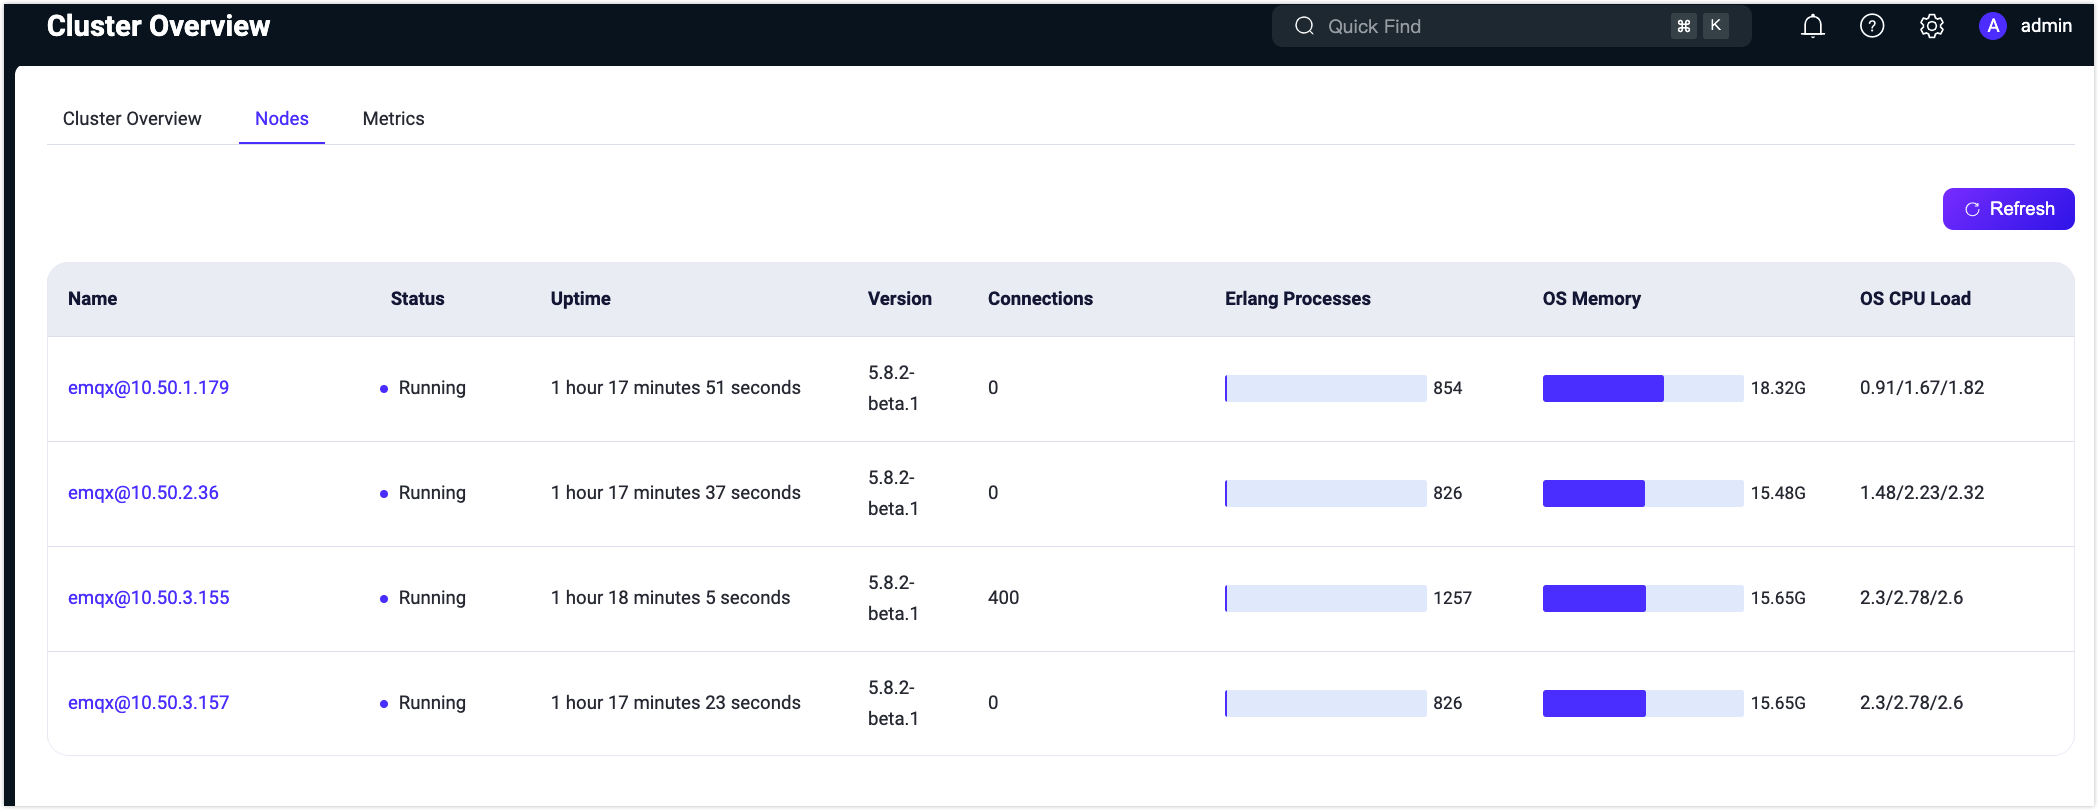 Cluster Overview
Quick Find ⌘ K
A admin
Cluster Overview Nodes Metrics
Refresh
Name Status Uptime Version Connections Erlang Processes OS Memory OS CPU Load
emqx@10.50.1.179 Running 1 hour 17 minutes 51 seconds 5.8.2- 0 854 18.32G 0.91/1.67/1.82
beta.1
emqx@10.50.2.36 Running 1 hour 17 minutes 37 seconds 5.8.2- 0 826 15.48G 1.48/2.23/2.32
beta.1
emqx@10.50.3.155 Running 1 hour 18 minutes 5 seconds 5.8.2- 400 1257 15.65G 2.3/2.78/2.6
beta.1
emqx@10.50.3.157 Running 1 hour 17 minutes 23 seconds 5.8.2- 0 826 15.65G 2.3/2.78/2.6
beta.1